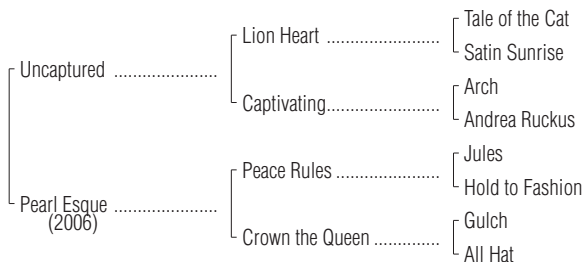 Tale of the Cat
Lion Heart ........................
Satin Sunrise
Uncaptured ......................
Arch
Captivating........................
Andrea Ruckus
Jules
Peace Rules ......................
Hold to Fashion
Pearl Esque ......................
(2006)
Gulch
Crown the Queen ..............
All Hat